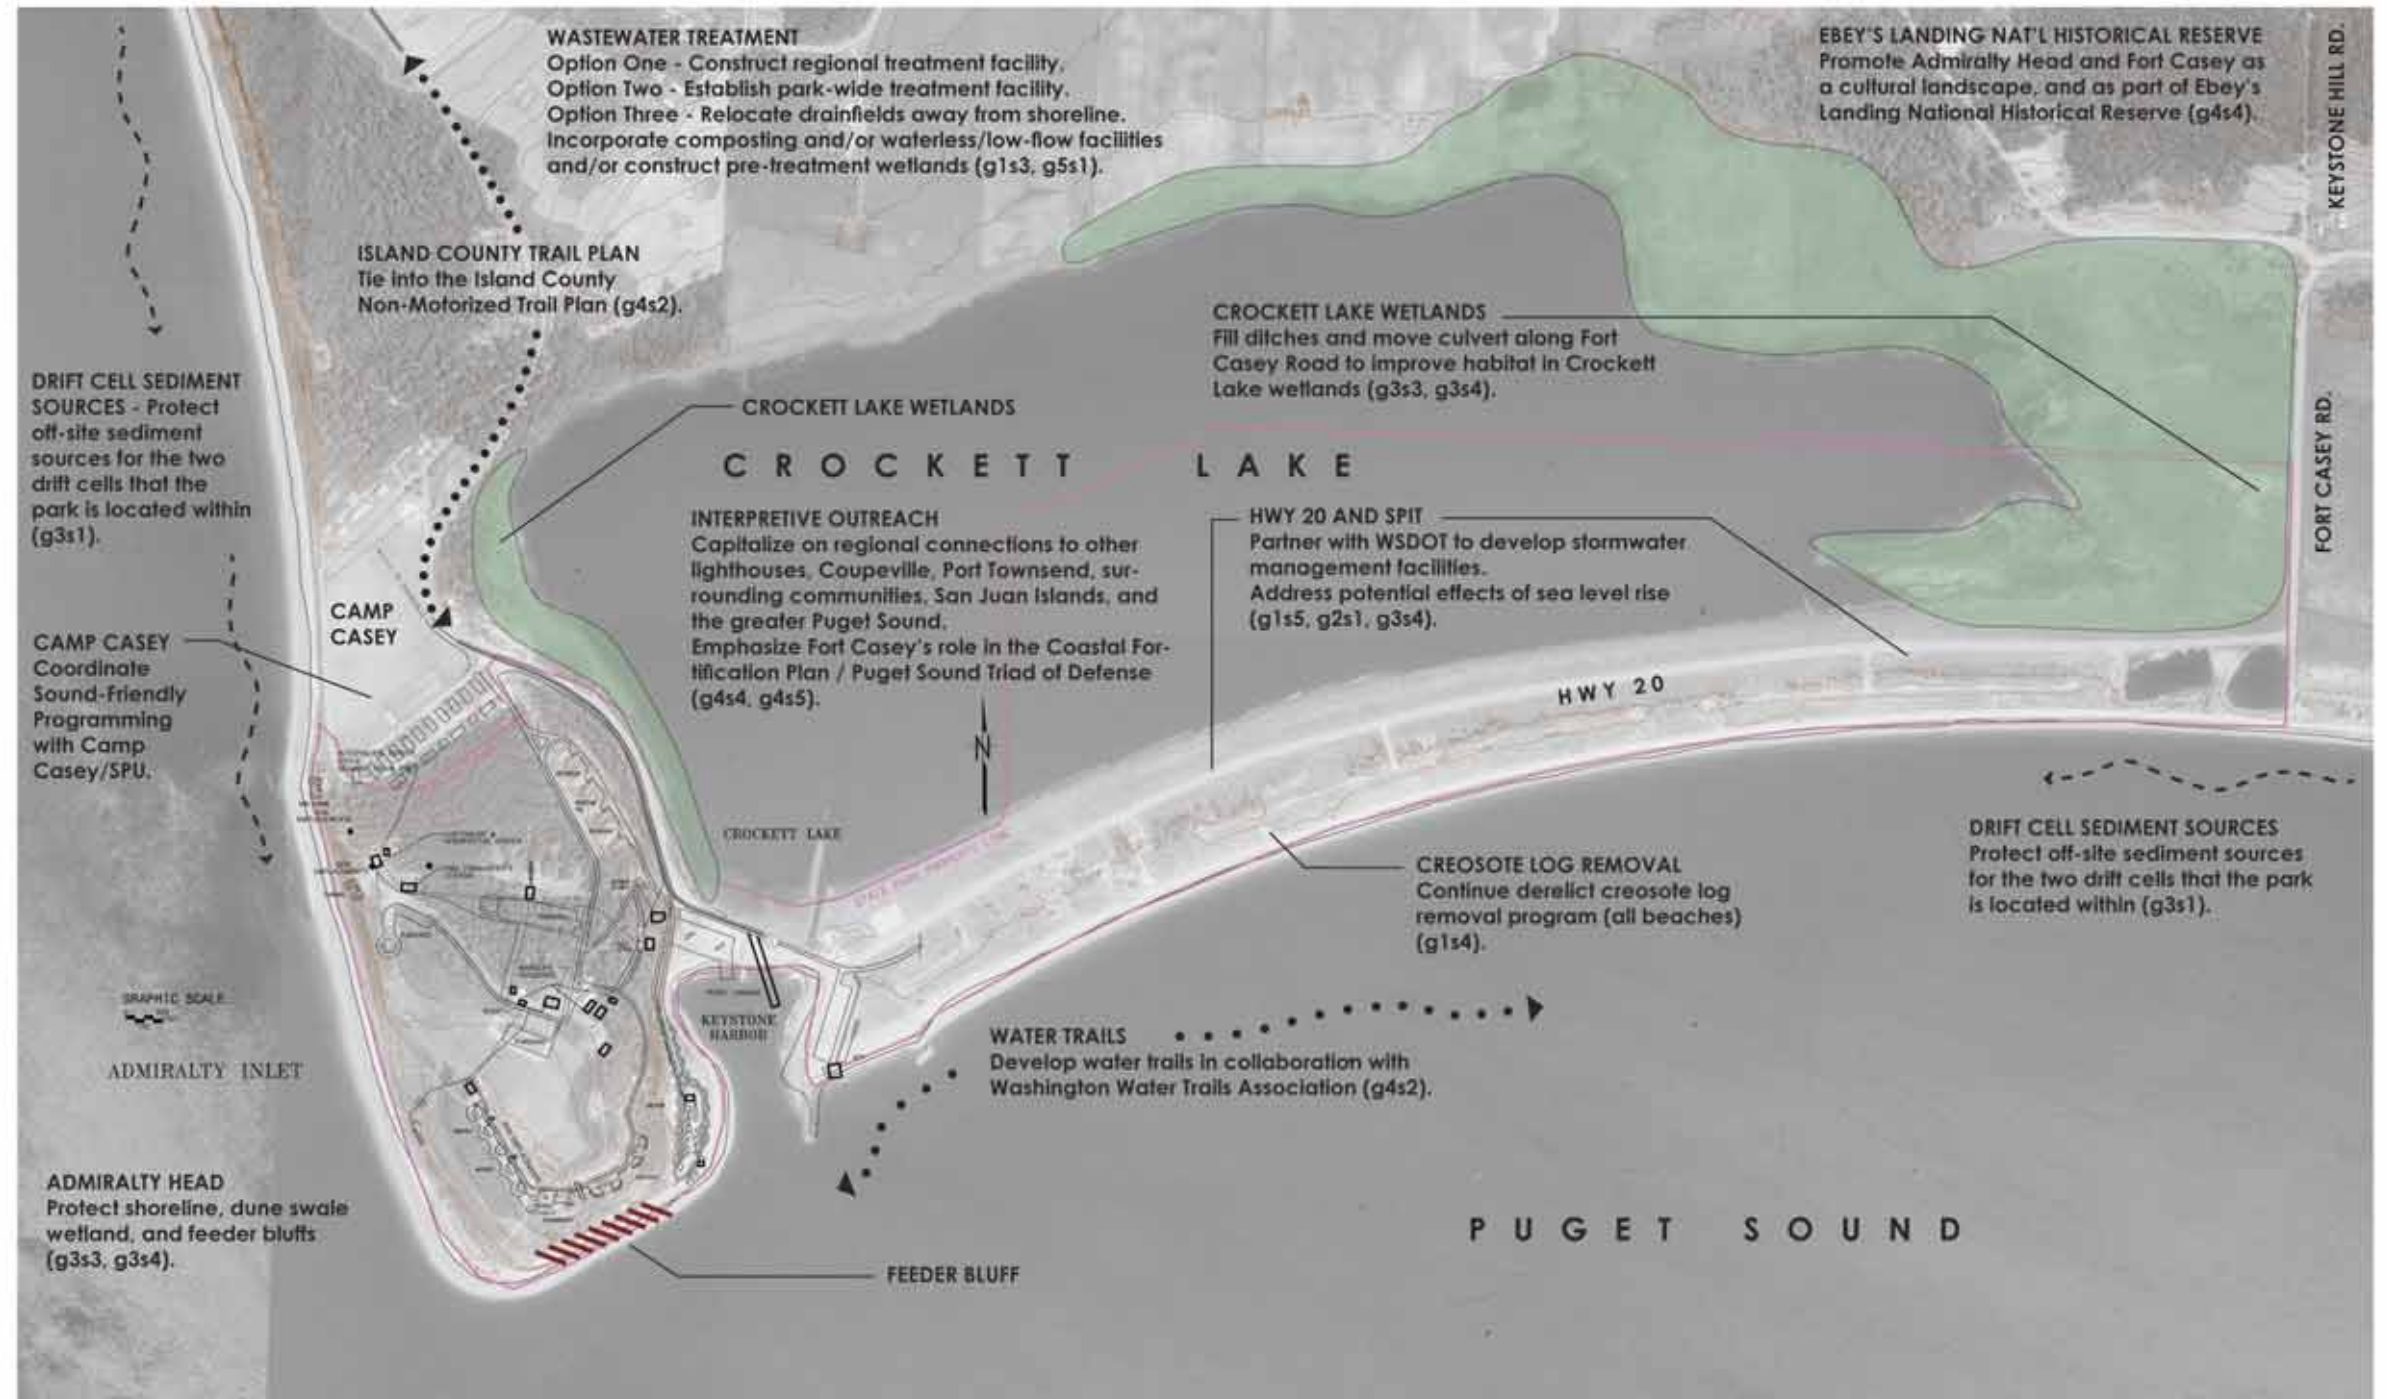 WASTEWATER TREATMENT
Option One - Construct regional treatment facility.
Option Two - Establish park-wide treatment facility.
Option Three - Relocate drainfields away from shoreline.
Incorporate composting and/or waterless/low-flow facilities
and/or construct pre-treatment wetlands (g1s3, g5s1).
EBEY'S LANDING NAT'L HISTORICAL RESERVE
Promote Admiralty Head and Fort Casey as
a cultural landscape, and as part of Ebey's
Landing National Historical Reserve (g4s4).
KEYSTONE HILL RD.
ISLAND COUNTY TRAIL PLAN
Tie into the Island County
Non-Motorized Trail Plan (g4s2).
CROCKETT LAKE WETLANDS
Fill ditches and move culvert along Fort
Casey Road to improve habitat in Crockett
Lake wetlands (g3s3, g3s4).
DRIFT CELL SEDIMENT
SOURCES - Protect
off-site sediment
sources for the two
drift cells that the
park is located within
(g3s1).
CROCKETT LAKE WETLANDS
FORT CASEY RD.
CROCKETT LAKE
INTERPRETIVE OUTREACH
Capitalize on regional connections to other
lighthouses, Coupeville, Port Townsend, sur-
rounding communities, San Juan Islands, and
the greater Puget Sound.
Emphasize Fort Casey's role in the Coastal For-
tification Plan / Puget Sound Triad of Defense
(g4s4, g4s5).
HWY 20 AND SPIT
Partner with WSDOT to develop stormwater
management facilities.
Address potential effects of sea level rise
(g1s5, g2s1, g3s4).
CAMP
CASEY
CAMP CASEY
Coordinate
Sound-Friendly
Programming
with Camp
Casey/SPU.
HWY 20
N
CROCKETT LAKE
DRIFT CELL SEDIMENT SOURCES
Protect off-site sediment sources
for the two drift cells that the park
is located within (g3s1).
CREOSOTE LOG REMOVAL
Continue derelict creosote log
removal program (all beaches)
(g1s4).
GRAPHIC SCALE
KEYSTONE
HARBOR
WATER TRAILS
Develop water trails in collaboration with
Washington Water Trails Association (g4s2).
ADMIRALTY INLET
ADMIRALTY HEAD
Protect shoreline, dune swale
wetland, and feeder bluffs
(g3s3, g3s4).
PUGET SOUND
FEEDER BLUFF